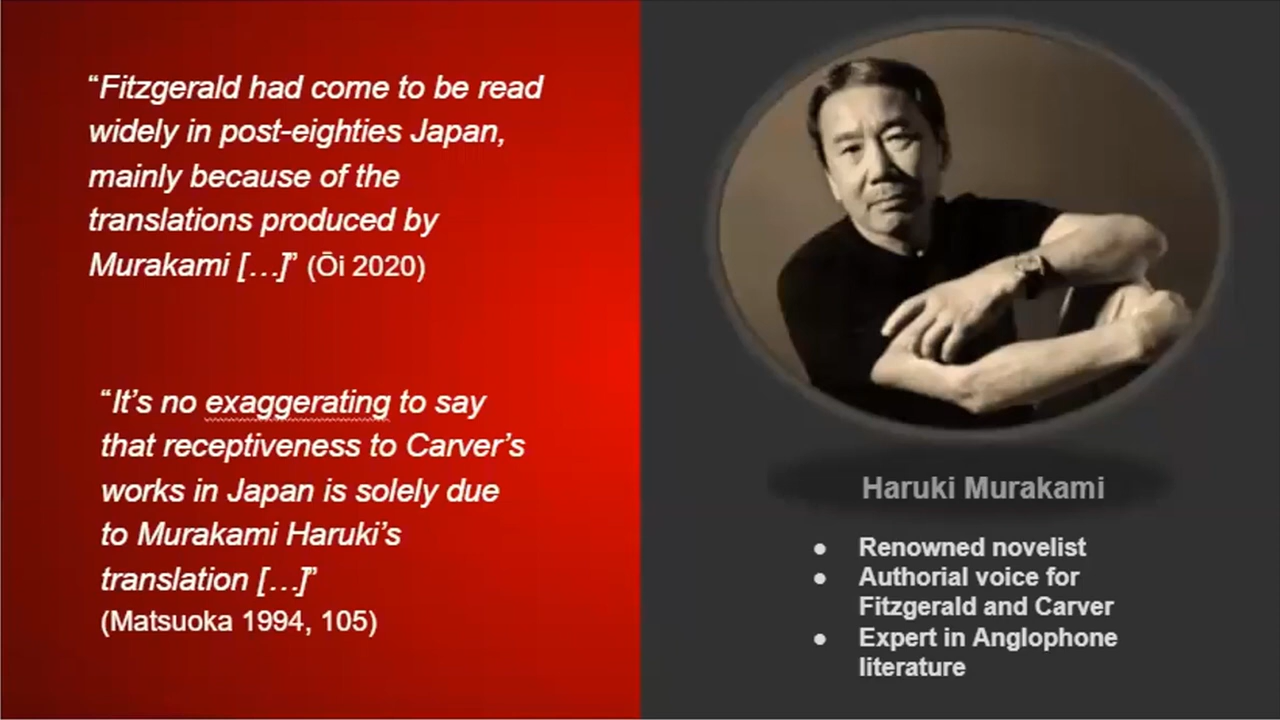 “Fitzgerald had come to be read
widely in post-eighties Japan,
mainly because of the
translations produced by
Murakami […]” (Ōi 2020)
“It’s no exaggerating to say
that receptiveness to Carver’s
works in Japan is solely due
to Murakami Haruki’s
translation […]”
(Matsuoka 1994, 105)
Haruki Murakami
● Renowned novelist
● Authorial voice for
Fitzgerald and Carver
● Expert in Anglophone
literature